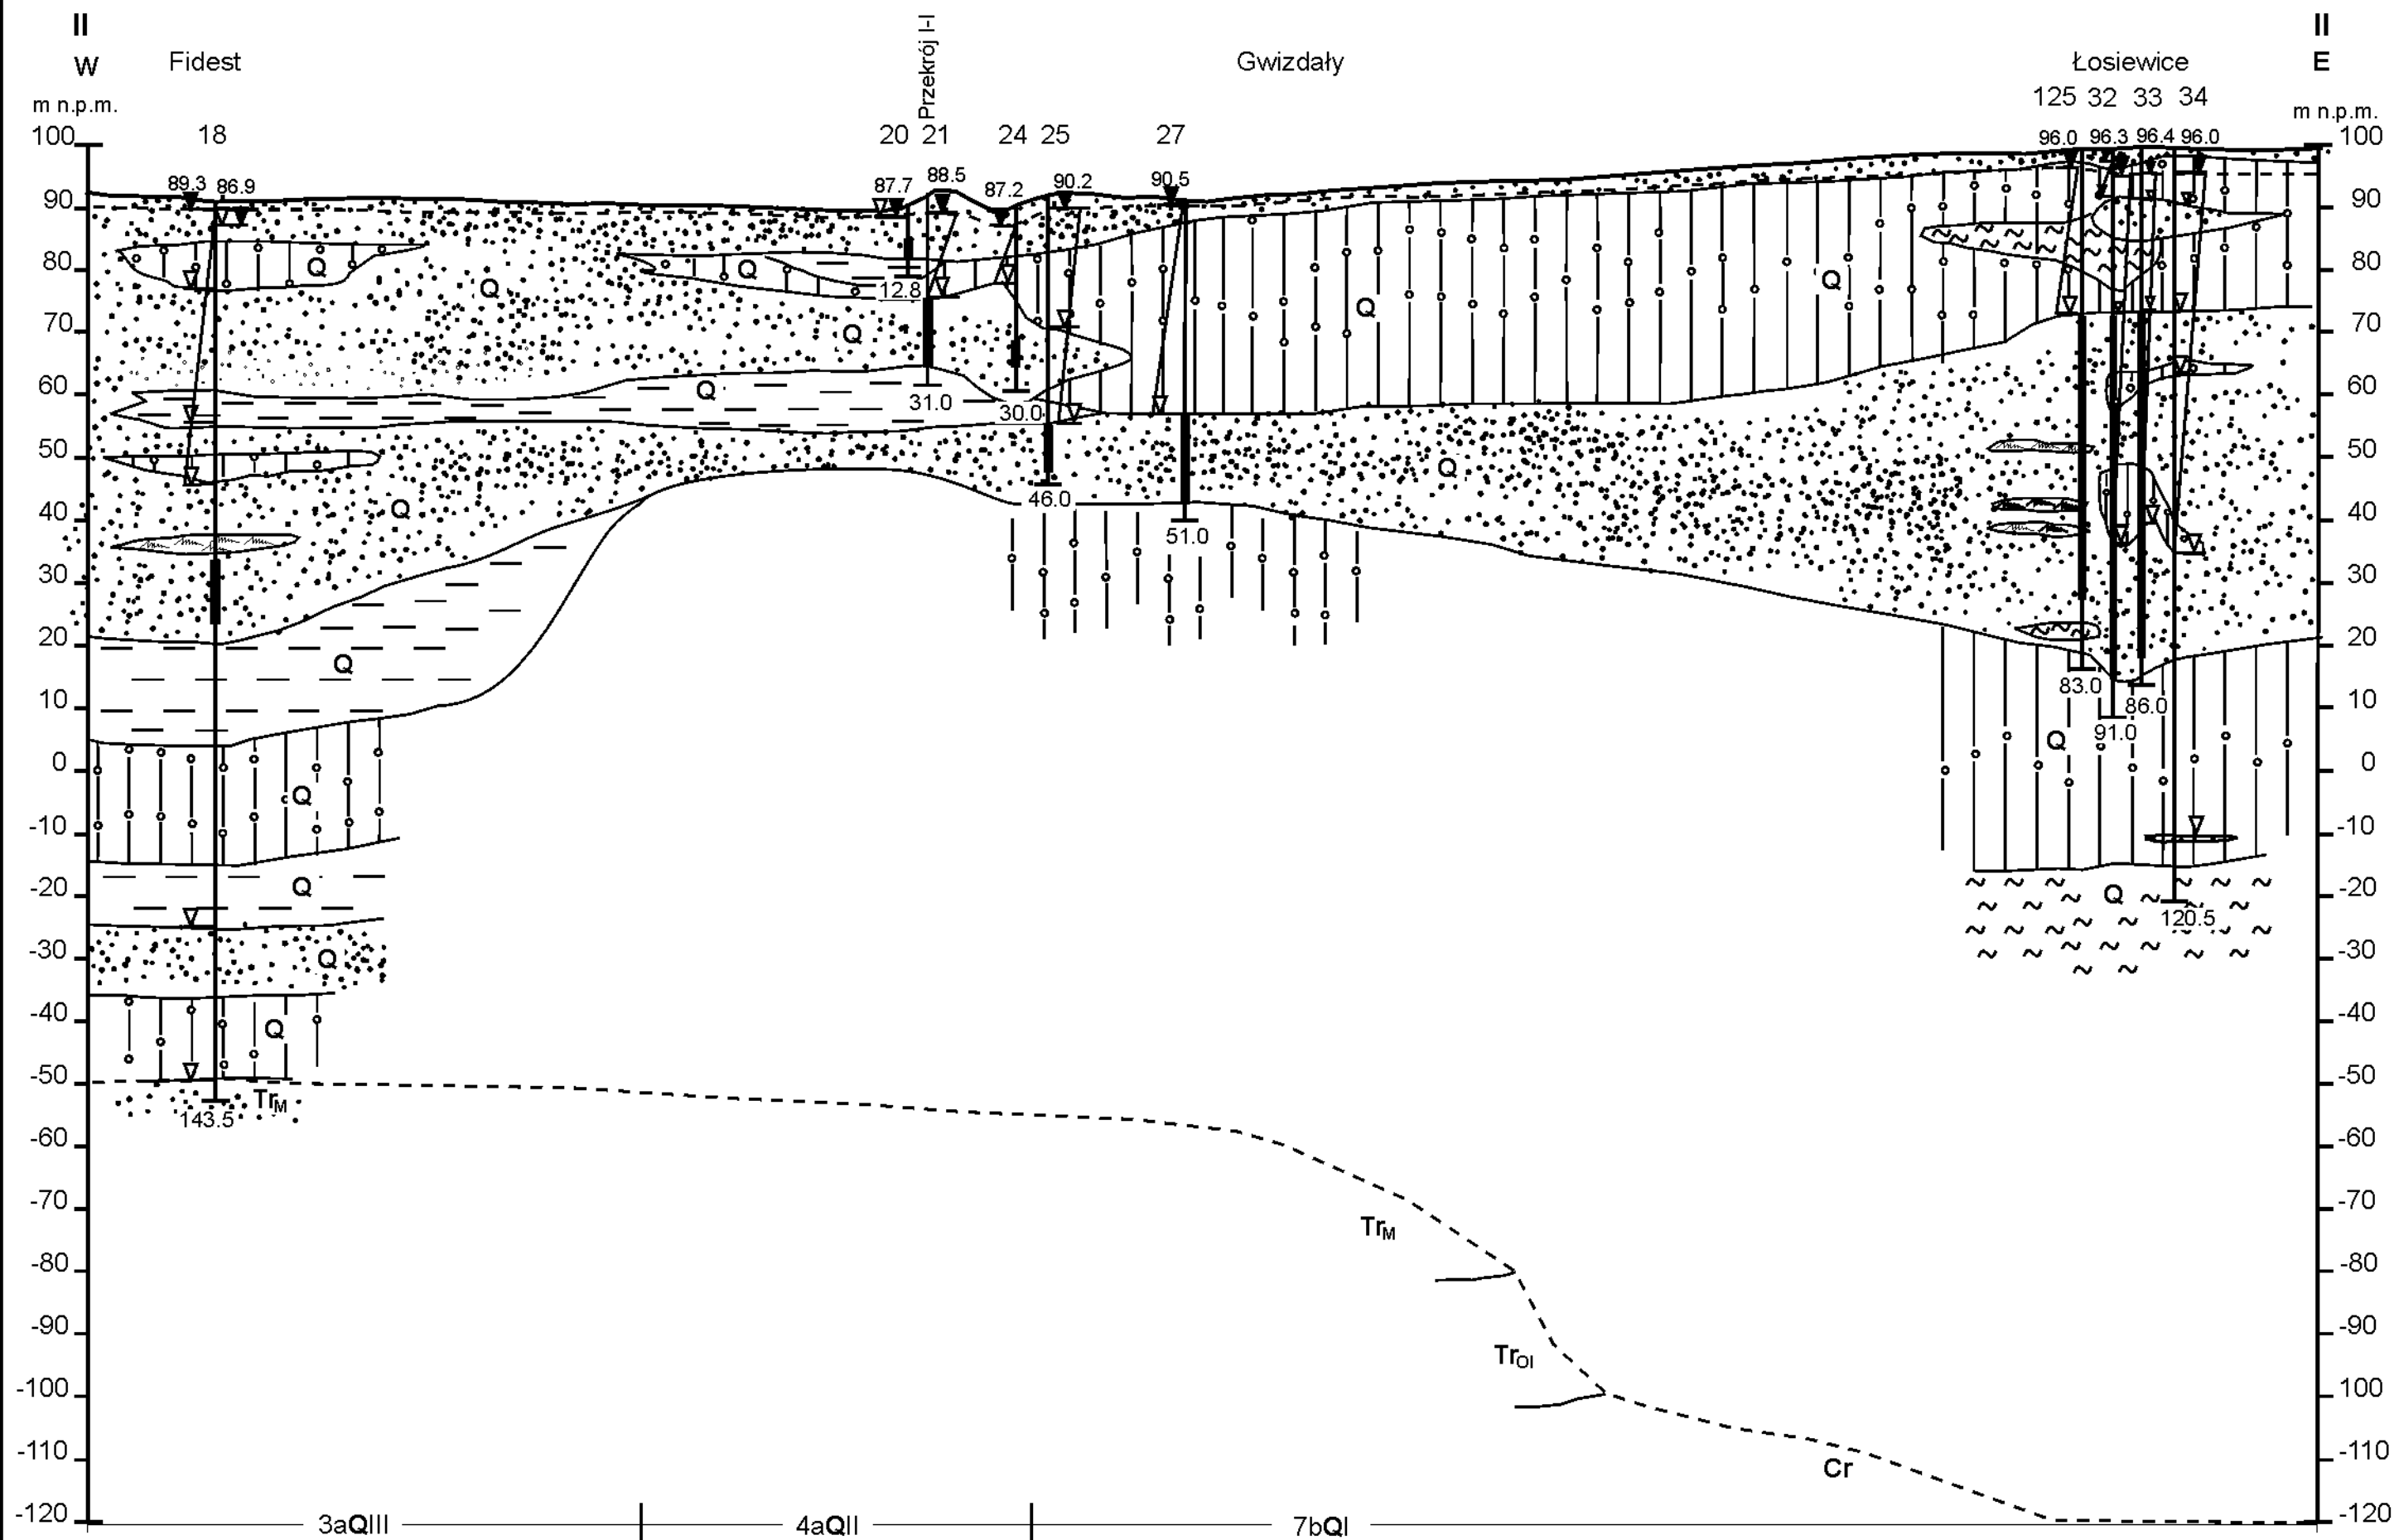 II
II
W
Fidest
Przekrój I-I
Gwizdały
Łosiewice
E
m n.p.m.
125 32 33 34
m n.p.m.
100
18
20 21 24 25 27
96.0 96.3 96.4 96.0
100
89.3 86.9
87.7 88.5 87.2 90.2 90.5
90
90
80
Q
Q
Q
Q
Q
80
12.8
Q
70
Q
70
60
Q
60
31.0
30.0
50
Q
50
46.0
40
Q
51.0
40
30
30
20
Q
20
83.0
10
86.0
10
91.0
0
Q
0
Q
-10
-10
-20
Q
Q
-20
120.5
-30
Q
-30
-40
Q
-40
-50
TrM
-50
143.5
-60
-60
-70
TrM
-70
-80
-80
-90
TrOl
-90
-100
100
-110
Cr
-110
-120
3aQIII
4aQII
7bQI
-120